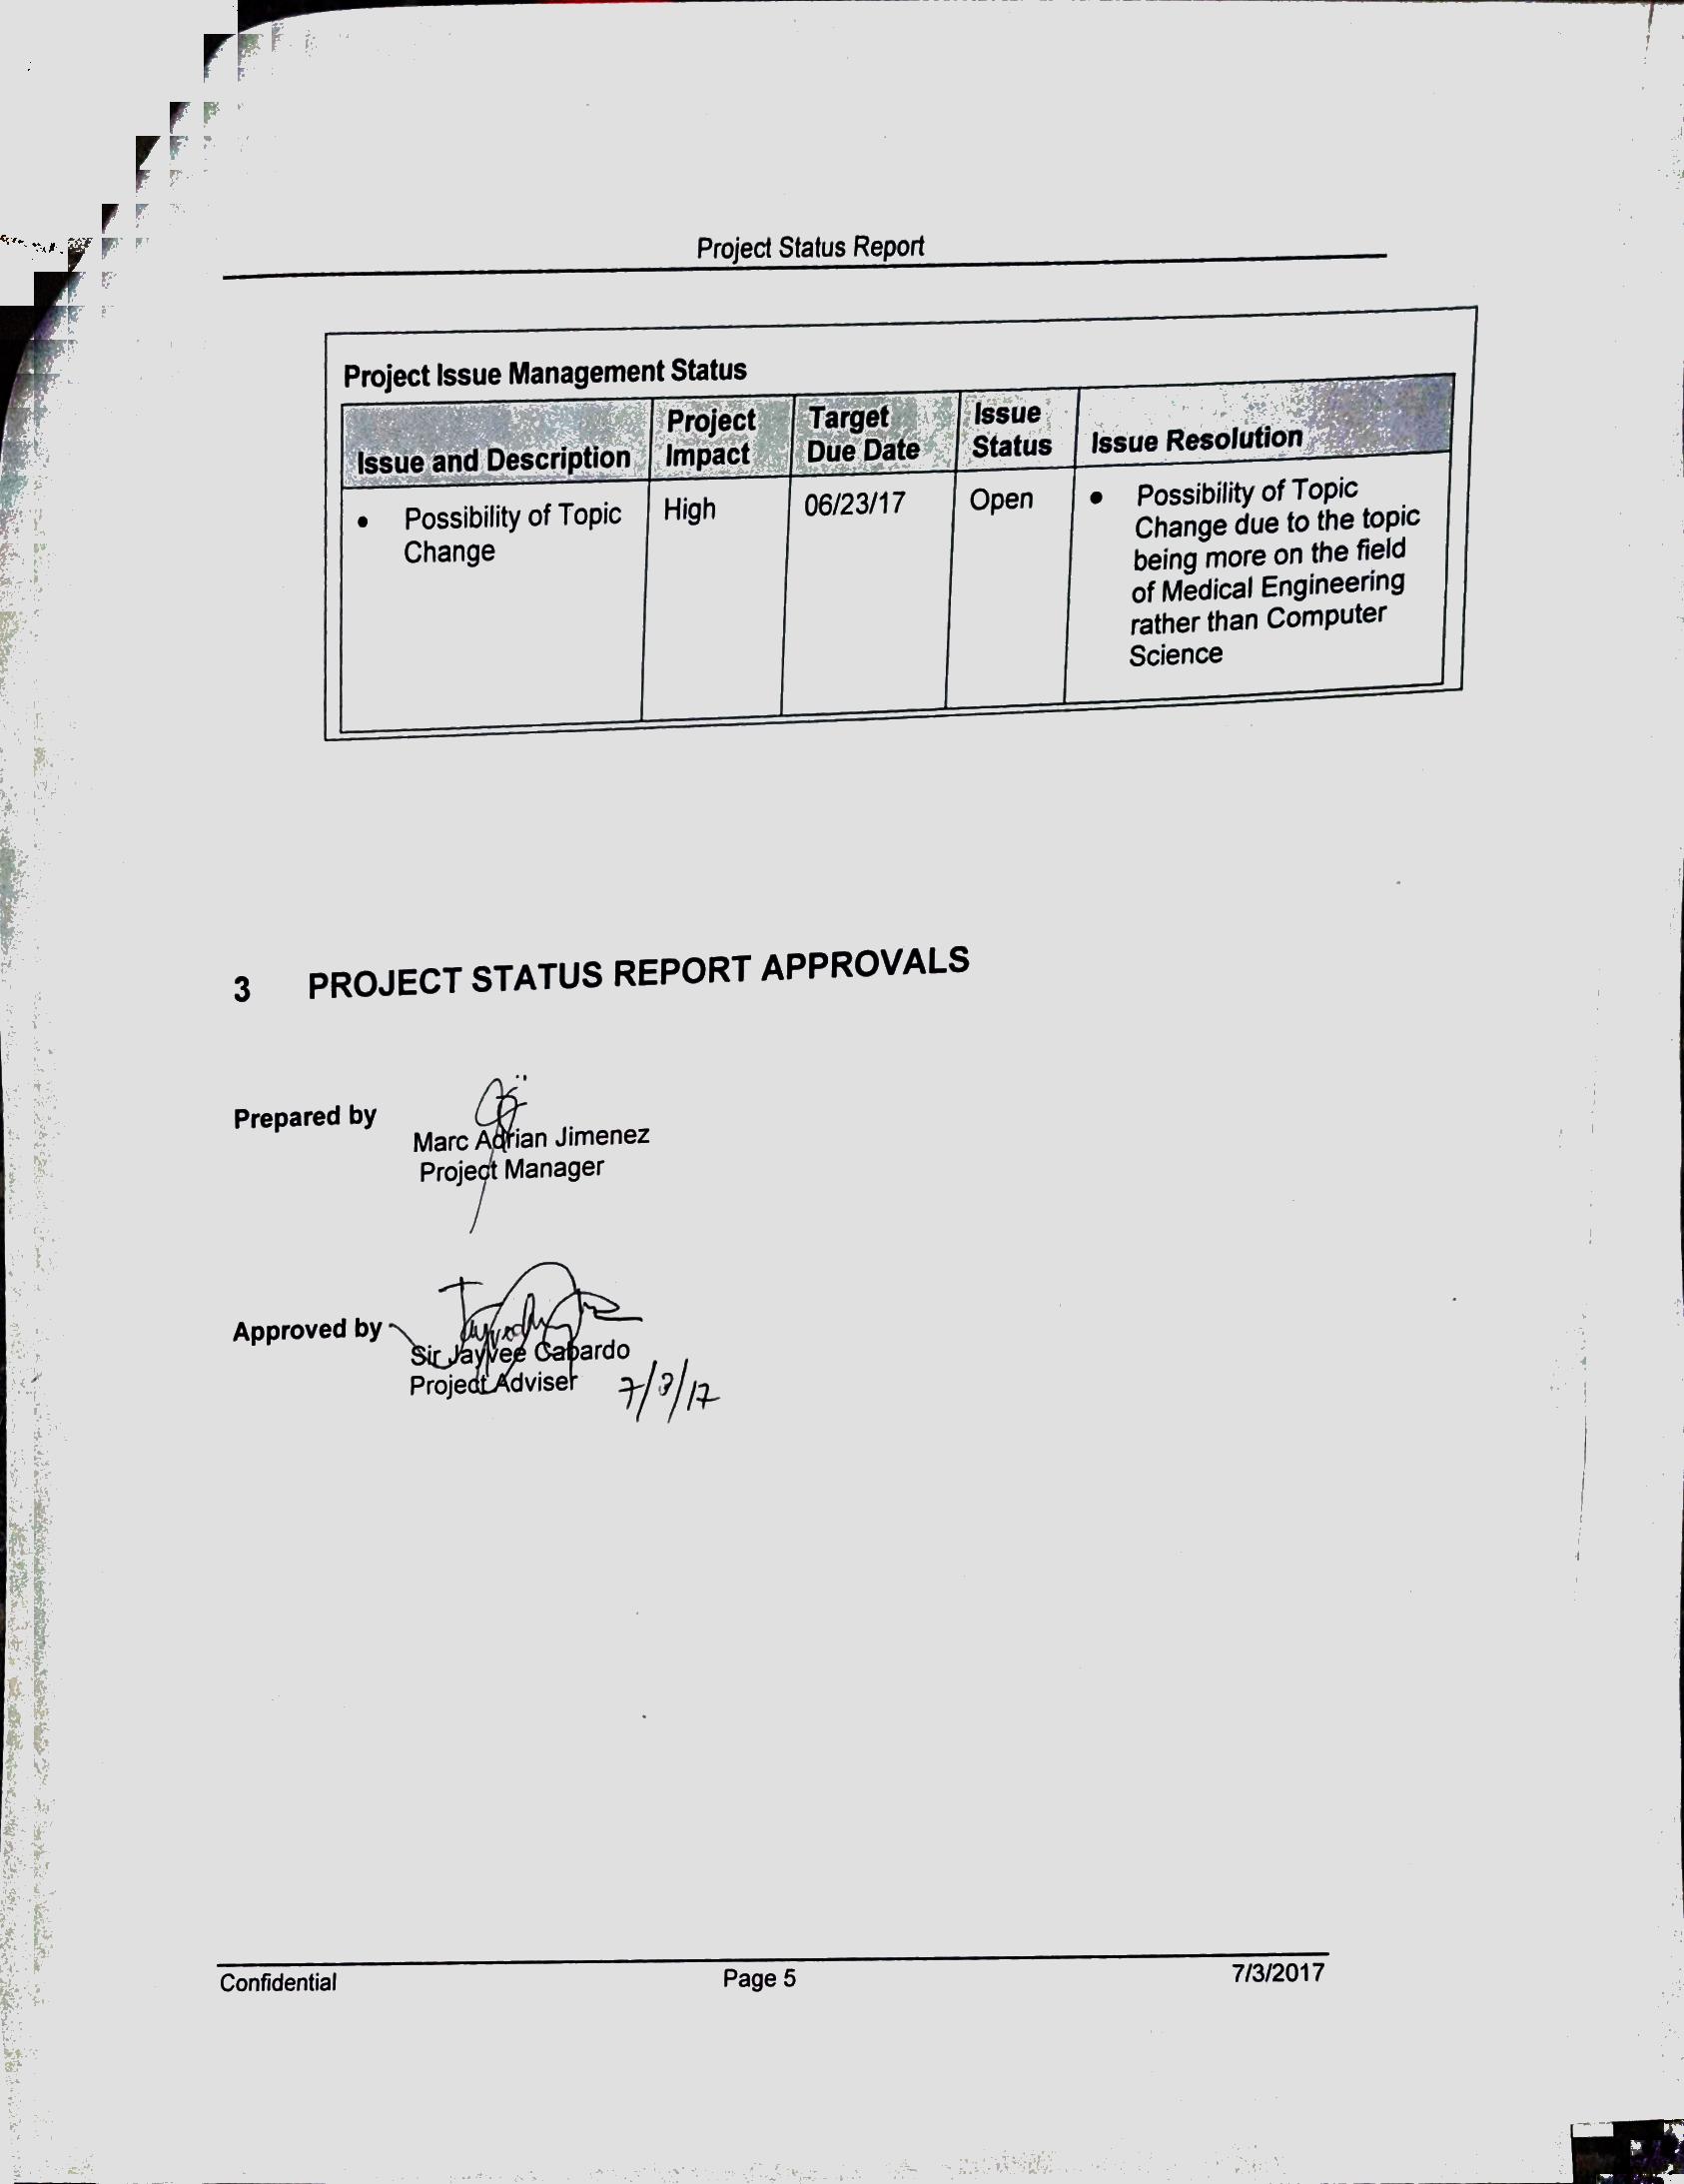 Project Status Report
Project Issue Management Status
Issue and Description
Project
Impact
Target
Due Date
Issue
Status
Issue Resolution
• Possibility of Topic
Change
High
06/23/17
Open
• Possibility of Topic
Change due to the topic
being more on the field
of Medical Engineering
rather than Computer
Science
3 PROJECT STATUS REPORT APPROVALS
Prepared by
Marc Adrian Jimenez
Project Manager
Approved by
Sir Jayvee Cabardo
Project Adviser
7/3/17
Confidential Page 5 7/3/2017